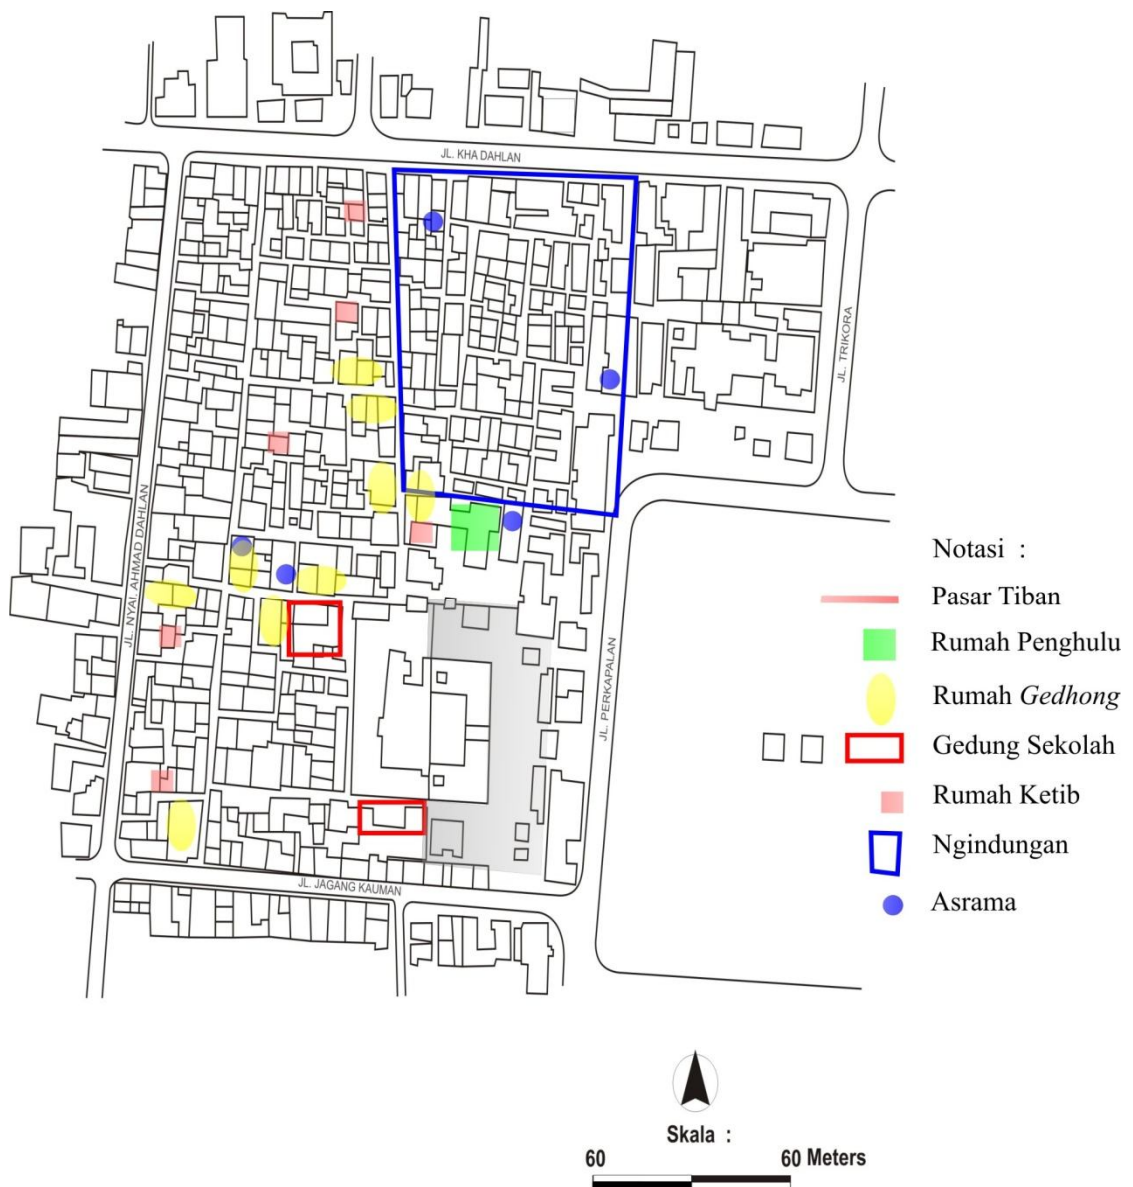 JL. KHA DAHLAN
JL. TRIKORA
JL. NYAI. AHMAD DAHLAN
JL. PERKAPALAN
JL. JAGANG KAUMAN
Notasi :
Pasar Tiban
Rumah Penghulu
Rumah Gedhong
Gedung Sekolah
Rumah Ketib
Ngindungan
Asrama
Skala :
60 60 Meters